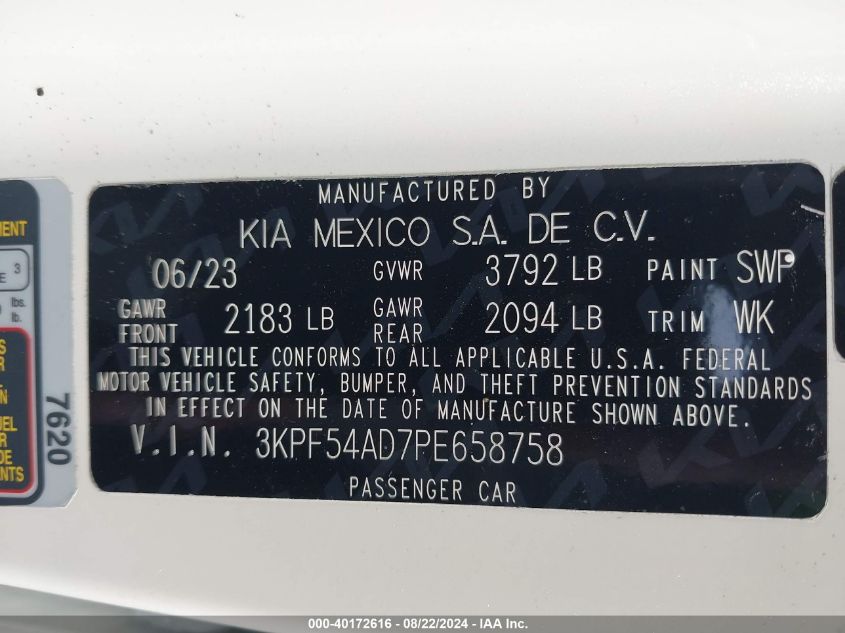 MANUFACTURED BY
KIA MEXICO S.A. DE C.V.
06/23 GVWR 3792 LB PAINT SWP
GAWR FRONT 2183 LB GAWR REAR 2094 LB TRIM WK
THIS VEHICLE CONFORMS TO ALL APPLICABLE U.S.A. FEDERAL
MOTOR VEHICLE SAFETY, BUMPER, AND THEFT PREVENTION STANDARDS
IN EFFECT ON THE DATE OF MANUFACTURE SHOWN ABOVE.
V.I.N. 3KPF54AD7PE658758
PASSENGER CAR
3
lbs.
lb.
7620
000-40172616 - 08/22/2024 - IAA Inc.